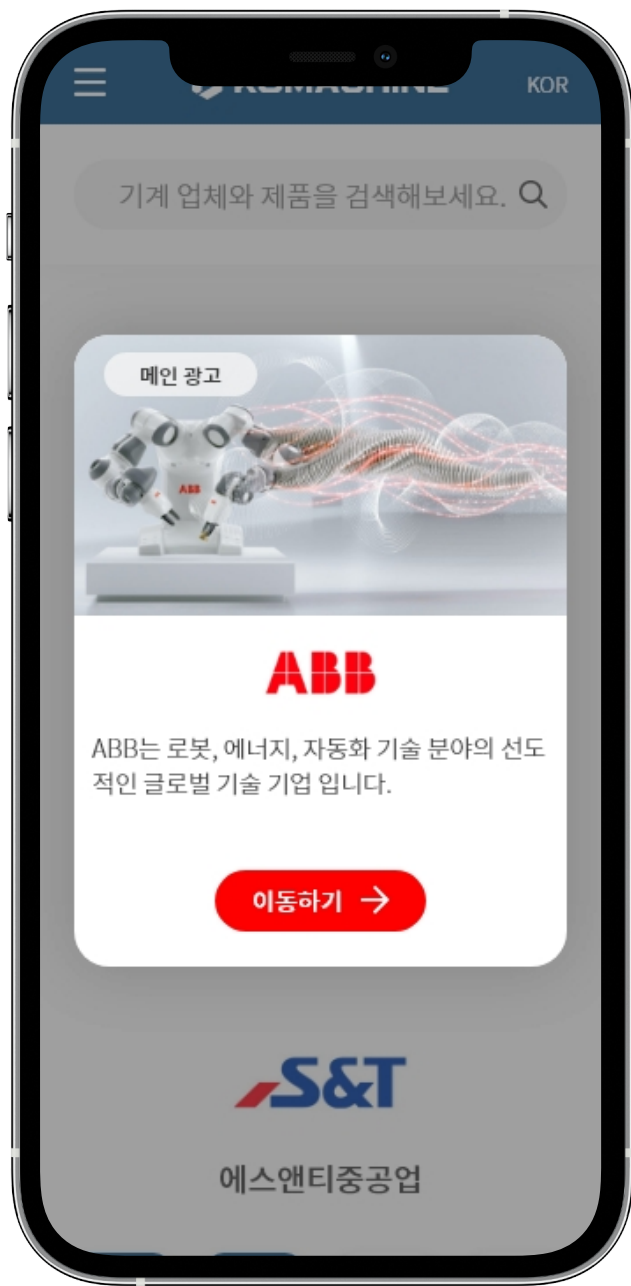 KOMACHINE
KOR
기계 업체와 제품을 검색해보세요.
메인 광고
ABB
ABB
ABB는 로봇, 에너지, 자동화 기술 분야의 선도
적인 글로벌 기술 기업 입니다.
이동하기
S&T
에스앤티중공업